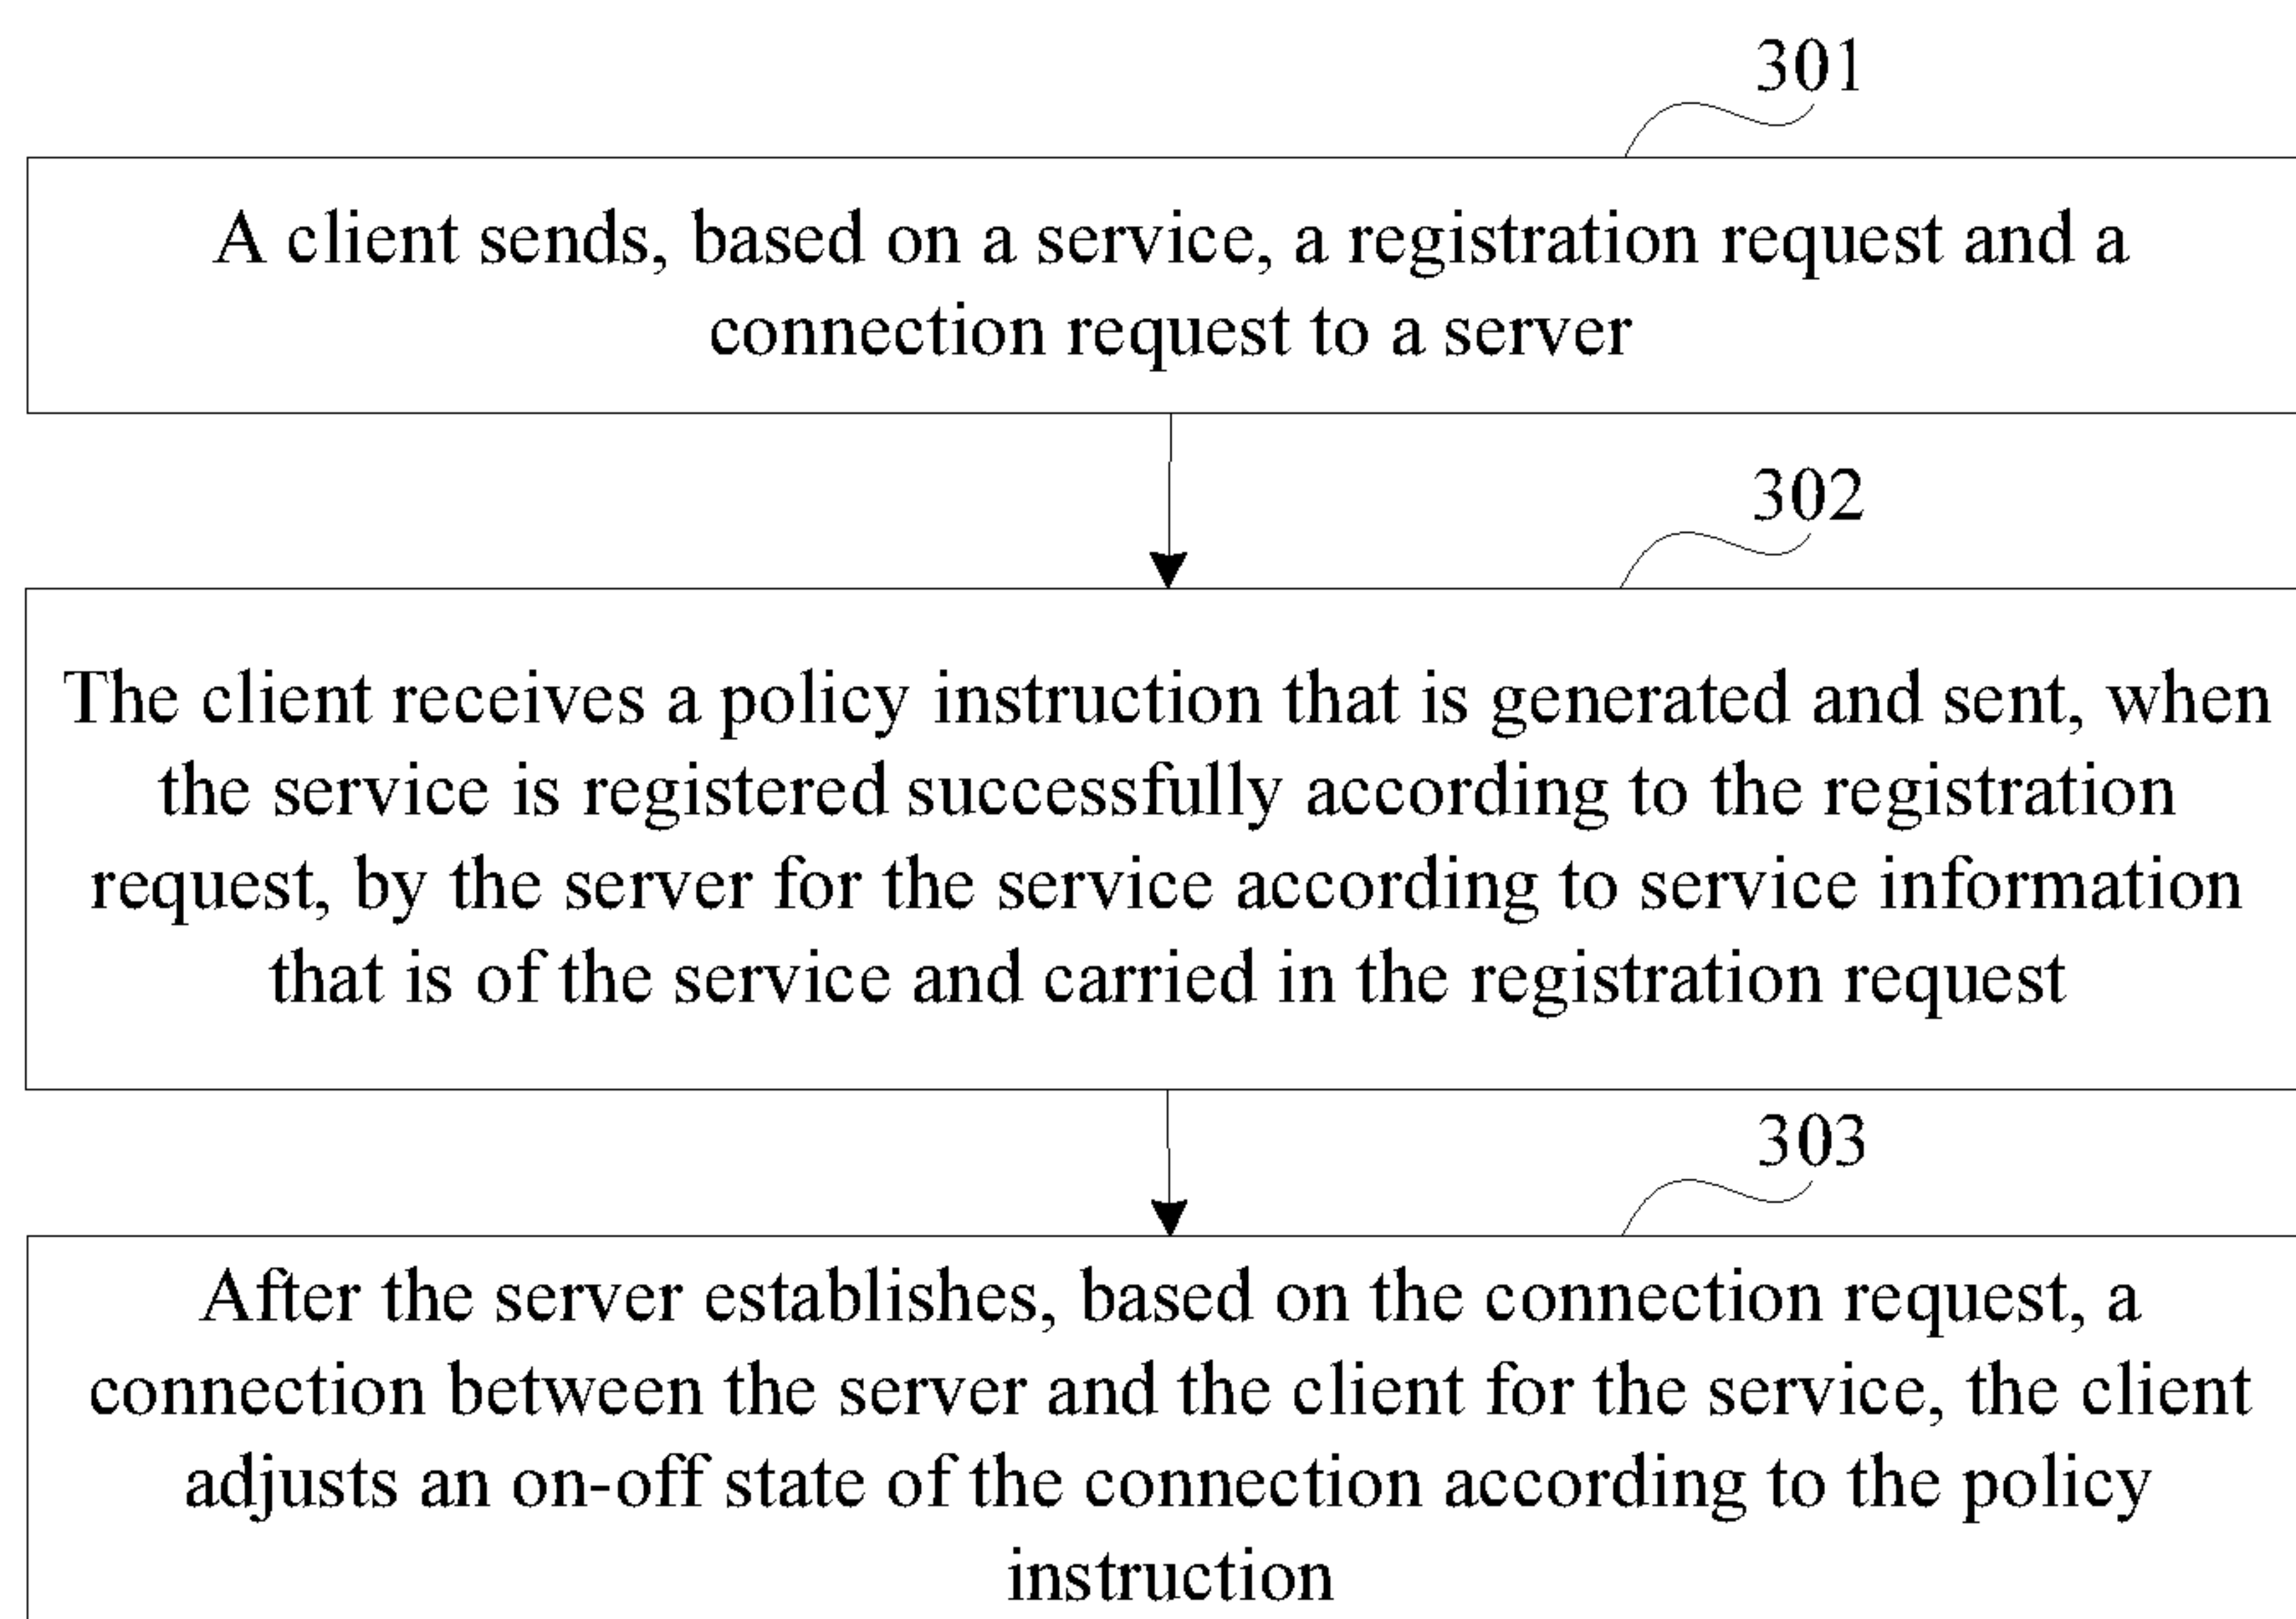 301
A client sends, based on a service, a registration request and a
connection request to a server
302
The client receives a policy instruction that is generated and sent, when
the service is registered successfully according to the registration
request, by the server for the service according to service information
that is of the service and carried in the registration request
303
After the server establishes, based on the connection request, a
connection between the server and the client for the service, the client
adjusts an on-off state of the connection according to the policy
instruction